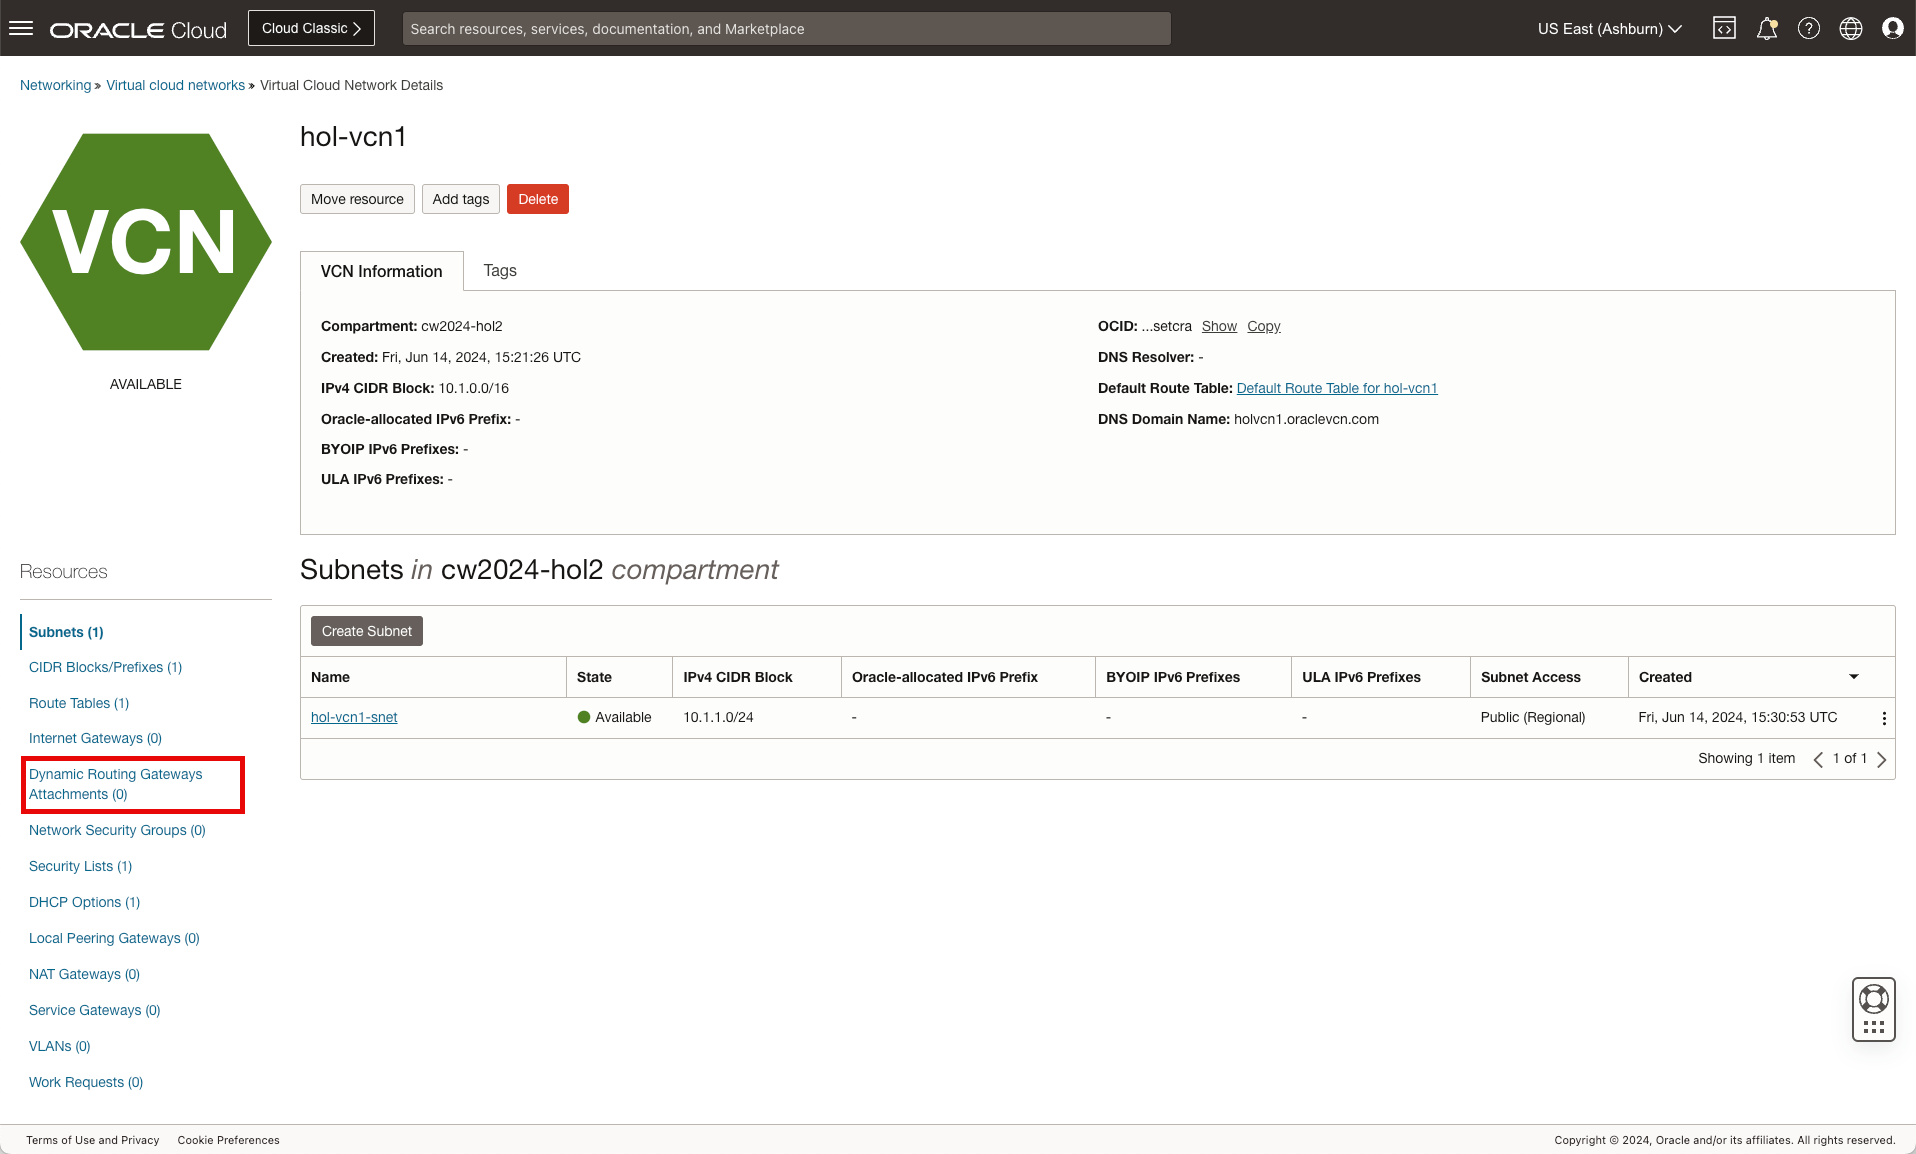 ORACLE Cloud
Cloud Classic
Search resources, services, documentation, and Marketplace
US East (Ashburn)
Networking » Virtual cloud networks » Virtual Cloud Network Details
VCN
AVAILABLE
hol-vcn1
Move resource Add tags Delete
VCN Information Tags
Compartment: cw2024-hol2
Created: Fri, Jun 14, 2024, 15:21:26 UTC
IPv4 CIDR Block: 10.1.0.0/16
Oracle-allocated IPv6 Prefix: -
BYOIP IPv6 Prefixes: -
ULA IPv6 Prefixes: -
OCID: ...setcra Show Copy
DNS Resolver: -
Default Route Table: Default Route Table for hol-vcn1
DNS Domain Name: holvcn1.oraclevcn.com
Resources
Subnets (1)
CIDR Blocks/Prefixes (1)
Route Tables (1)
Internet Gateways (0)
Dynamic Routing Gateways
Attachments (0)
Network Security Groups (0)
Security Lists (1)
DHCP Options (1)
Local Peering Gateways (0)
NAT Gateways (0)
Service Gateways (0)
VLANs (0)
Work Requests (0)
Subnets in cw2024-hol2 compartment
Create Subnet
Name State IPv4 CIDR Block Oracle-allocated IPv6 Prefix BYOIP IPv6 Prefixes ULA IPv6 Prefixes Subnet Access Created
hol-vcn1-snet Available 10.1.1.0/24 - - - Public (Regional) Fri, Jun 14, 2024, 15:30:53 UTC
Showing 1 item 1 of 1
Terms of Use and Privacy Cookie Preferences
Copyright © 2024, Oracle and/or its affiliates. All rights reserved.